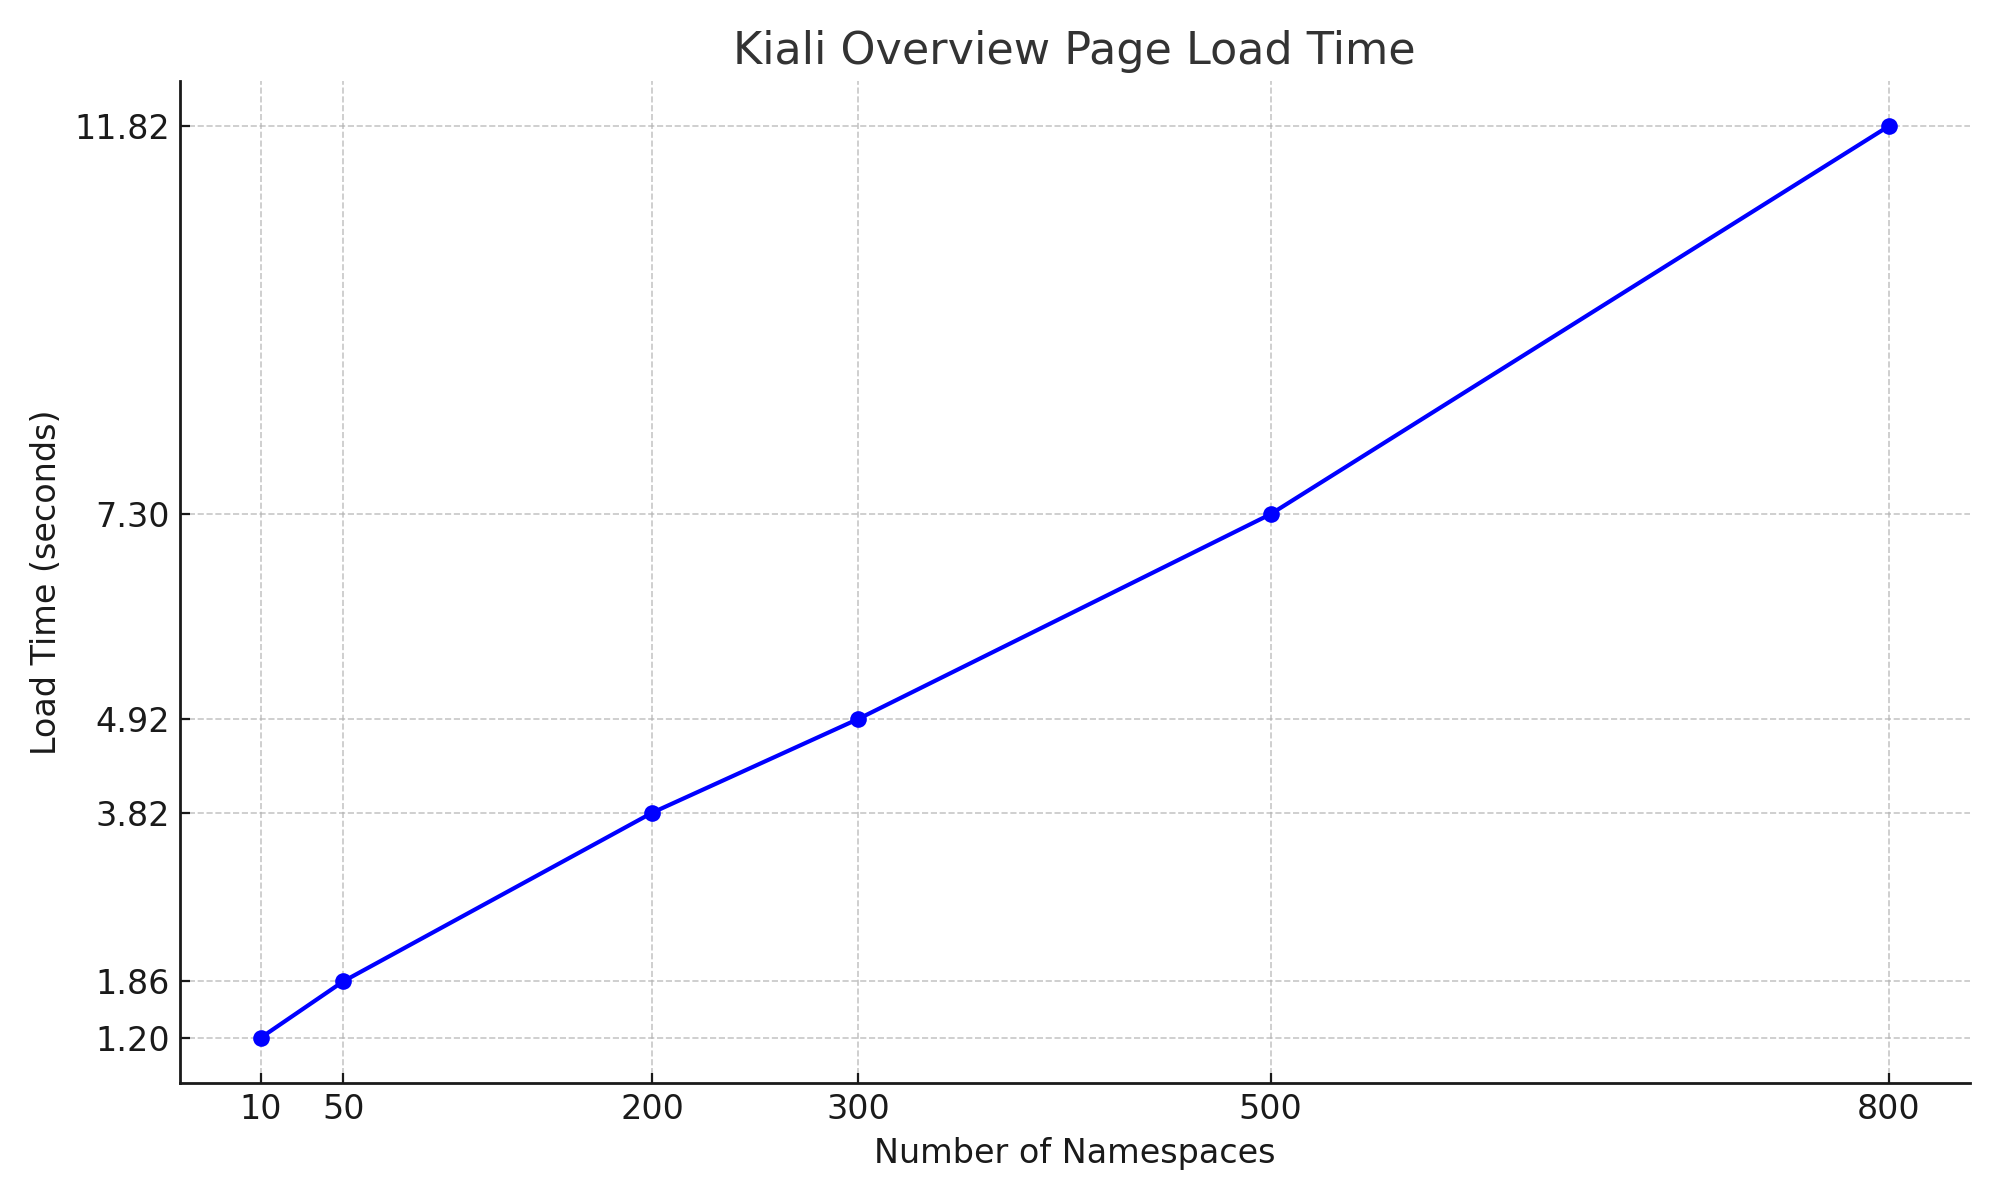 Kiali Overview Page Load Time
Load Time (seconds)
11.82
7.30
4.92
3.82
1.86
1.20
10 50 200 300 500 800
Number of Namespaces